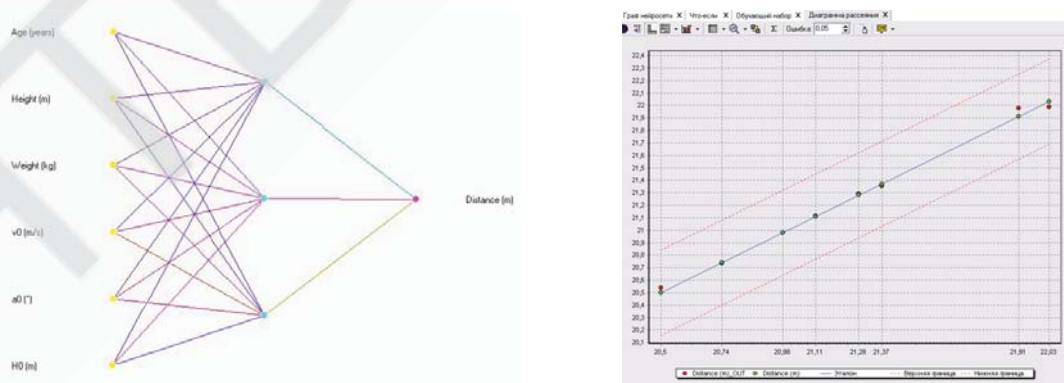 Age (years)
Height (m)
Weight (kg)
v0 (m/s)
a0 (°)
H0 (m)
Distance (m)
Граф нейросети X Что-если X Обучающий набор X Диаграмма рассеяния X
Σ Ошибка 0,05
22,4
22,3
22,2
22,1
22
21,9
21,8
21,7
21,6
21,5
21,4
21,3
21,2
21,1
21
20,9
20,8
20,7
20,6
20,5
20,4
20,3
20,2
20,1
20,5 20,74 20,98 21,11 21,28 21,37 21,91 22,03
Distance (m)_OUT Distance (m) Эталон Верхняя граница Нижняя граница